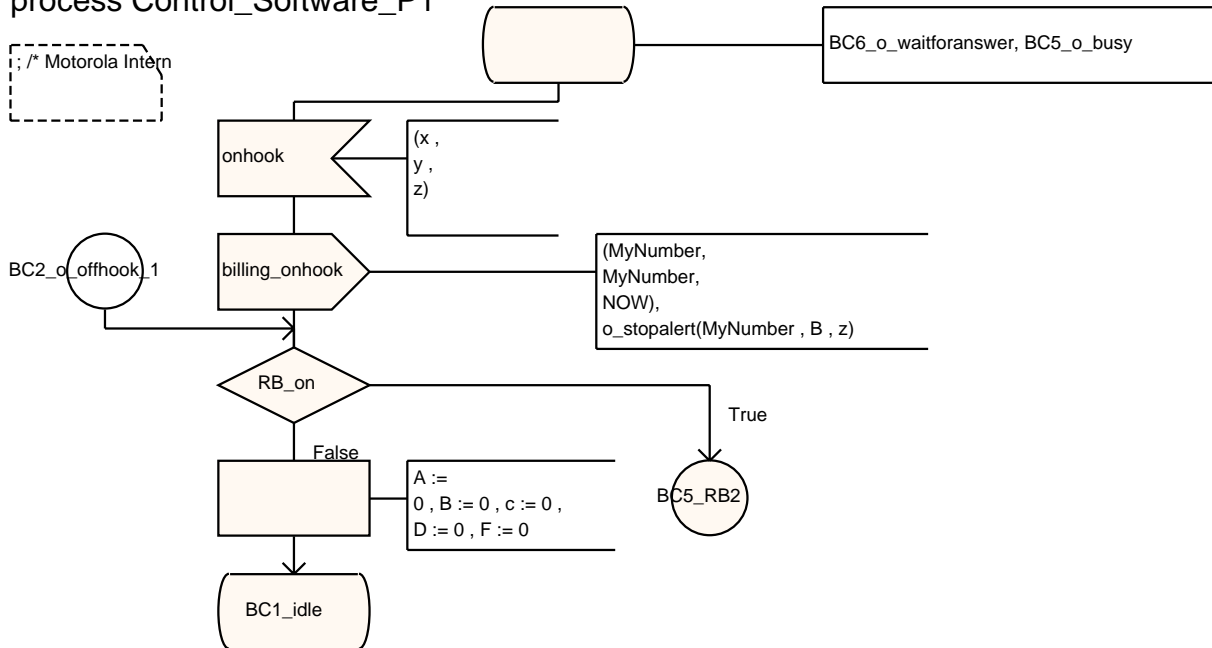 process Control_Software_P1
BC6_o_waitforanswer, BC5_o_busy
; /* Motorola Intern
onhook
(x ,
y ,
z)
BC2_o_offhook_1
billing_onhook
(MyNumber,
MyNumber,
NOW),
o_stopalert(MyNumber , B , z)
RB_on
True
False
A :=
0 , B := 0 , c := 0 ,
D := 0 , F := 0
BC5_RB2
BC1_idle